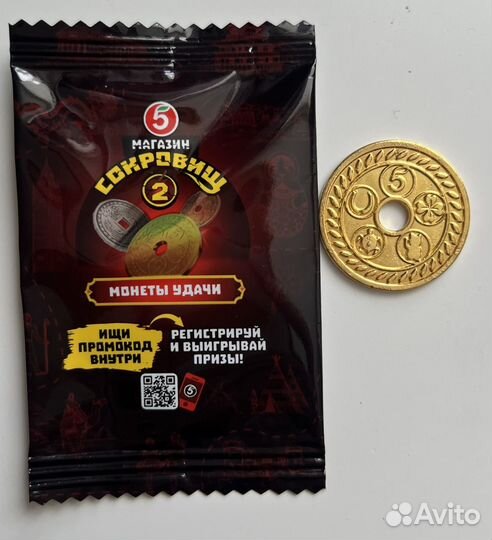 5
МАГАЗИН
СОКРОВИЩ
2
МОНЕТЫ УДАЧИ
ИЩИ
ПРОМОКОД
ВНУТРИ
РЕГИСТРИРУЙ
И ВЫИГРЫВАЙ
ПРИЗЫ!
5
5
Avito